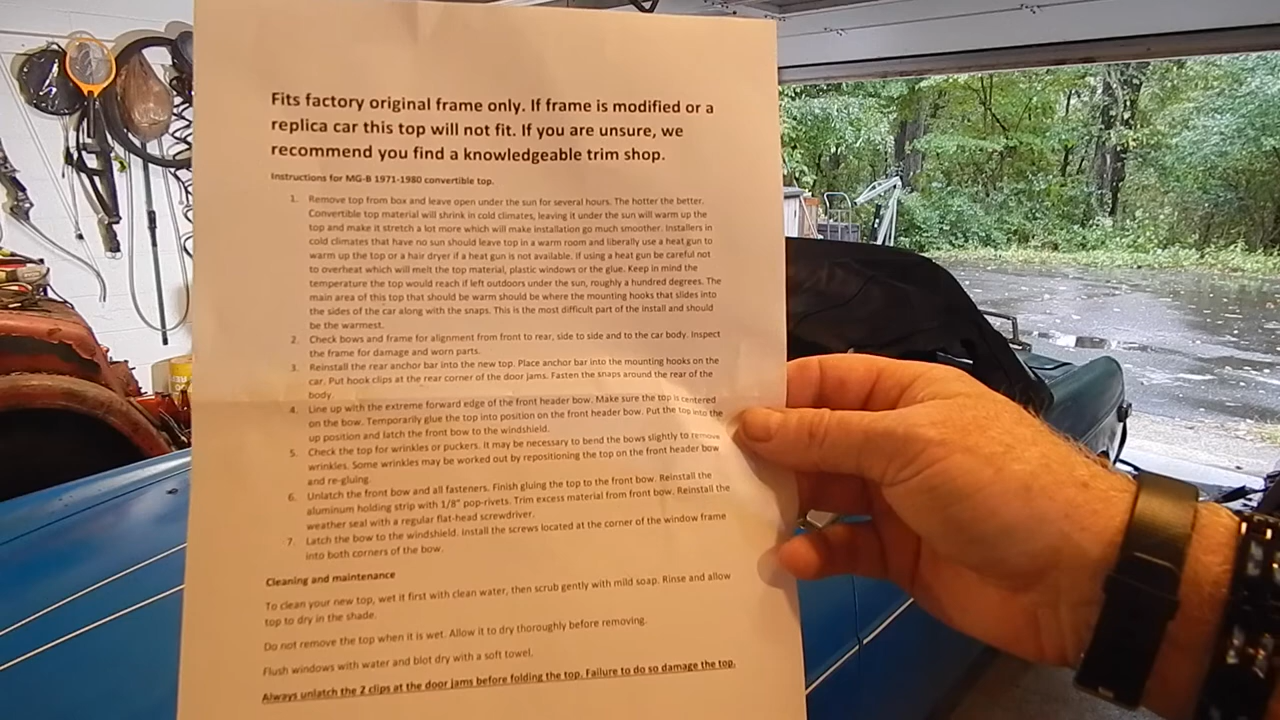 Fits factory original frame only. If frame is modified or a
replica car this top will not fit. If you are unsure, we
recommend you find a knowledgeable trim shop.
Instructions for MG-B 1971-1980 convertible top.
1. Remove top from box and leave open under the sun for several hours. The hotter the better.
Convertible top material will shrink in cold climates, leaving it under the sun will warm up the
top and make it stretch a lot more which will make installation go much smoother. Installers in
cold climates that have no sun should leave top in a warm room and liberally use a heat gun to
warm up the top or a hair dryer if a heat gun is not available. If using a heat gun be careful not
to overheat which will melt the top material, plastic windows or the glue. Keep in mind the
temperature the top would reach if left outdoors under the sun, roughly a hundred degrees. The
main area of this top that should be warm should be where the mounting hooks that slides into
the sides of the car along with the snaps. This is the most difficult part of the install and should
be the warmest.
2. Check bows and frame for alignment from front to rear, side to side and to the car body. Inspect
the frame for damage and worn parts.
3. Reinstall the rear anchor bar into the new top. Place anchor bar into the mounting hooks on the
car. Put hook clips at the rear corner of the door jams. Fasten the snaps around the rear of the
body.
4. Line up with the extreme forward edge of the front header bow. Make sure the top is centered
on the bow. Temporarily glue the top into position on the front header bow. Put the top into the
up position and latch the front bow to the windshield.
5. Check the top for wrinkles or puckers. It may be necessary to bend the bows slightly to remove
wrinkles. Some wrinkles may be worked out by repositioning the top on the front header bow
and re-gluing.
6. Unlatch the front bow and all fasteners. Finish gluing the top to the front bow. Reinstall the
aluminum holding strip with 1/8" pop-rivets. Trim excess material from front bow. Reinstall the
weather seal with a regular flat-head screwdriver.
7. Latch the bow to the windshield. Install the screws located at the corner of the window frame
into both corners of the bow.
Cleaning and maintenance
To clean your new top, wet it first with clean water, then scrub gently with mild soap. Rinse and allow
top to dry in the shade.
Do not remove the top when it is wet. Allow it to dry thoroughly before removing.
Flush windows with water and blot dry with a soft towel.
Always unlatch the 2 clips at the door jams before folding the top. Failure to do so damage the top.